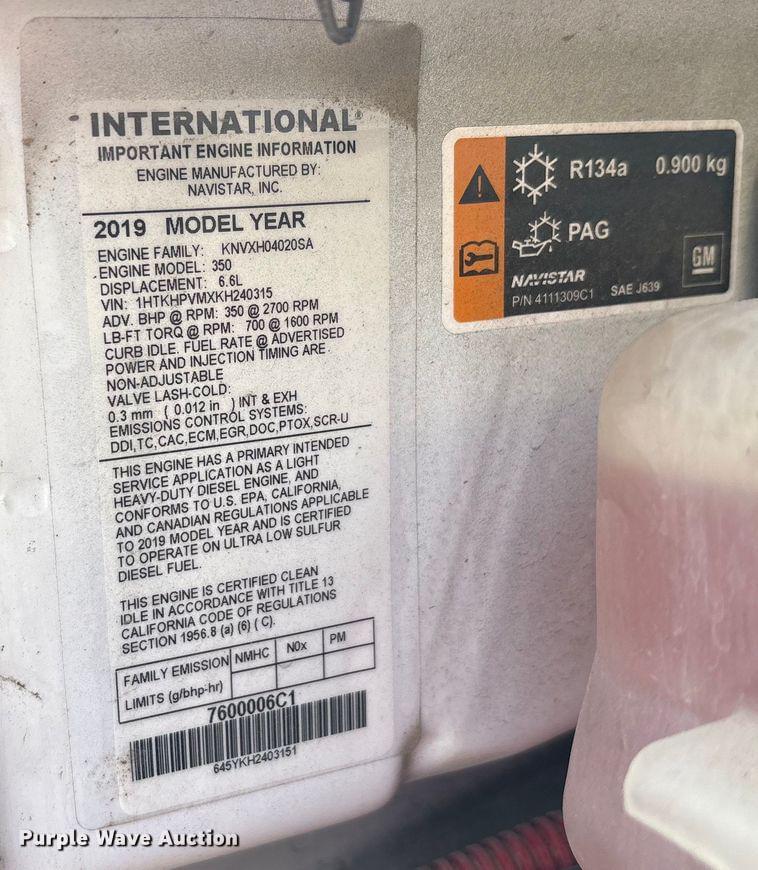 INTERNATIONAL®
IMPORTANT ENGINE INFORMATION
ENGINE MANUFACTURED BY:
NAVISTAR, INC.
2019 MODEL YEAR
ENGINE FAMILY: KNVXH04020SA
ENGINE MODEL: 350
DISPLACEMENT: 6.6L
VIN: 1HTKHPVMXKH240315
ADV. BHP @ RPM: 350 @ 2700 RPM
LB-FT TORQ @ RPM: 700 @ 1600 RPM
CURB IDLE, FUEL RATE @ ADVERTISED
POWER AND INJECTION TIMING ARE
NON-ADJUSTABLE
VALVE LASH-COLD:
0.3 mm ( 0.012 in ) INT & EXH
EMISSIONS CONTROL SYSTEMS:
DDI,TC,CAC,ECM,EGR,DOC,PTOX,SCR-U
THIS ENGINE HAS A PRIMARY INTENDED
SERVICE APPLICATION AS A LIGHT
HEAVY-DUTY DIESEL ENGINE, AND
CONFORMS TO U.S. EPA, CALIFORNIA,
AND CANADIAN REGULATIONS APPLICABLE
TO 2019 MODEL YEAR AND IS CERTIFIED
TO OPERATE ON ULTRA LOW SULFUR
DIESEL FUEL.
THIS ENGINE IS CERTIFIED CLEAN
IDLE IN ACCORDANCE WITH TITLE 13
CALIFORNIA CODE OF REGULATIONS
SECTION 1956.8 (a) (6) ( C).
FAMILY EMISSION NMHC N0x PM
LIMITS (g/bhp-hr)
7600006C1
645YKH2403151
R134a 0.900 kg
PAG
NAVISTAR
GM
P/N 4111309C1 SAE J639
Purple Wave Auction